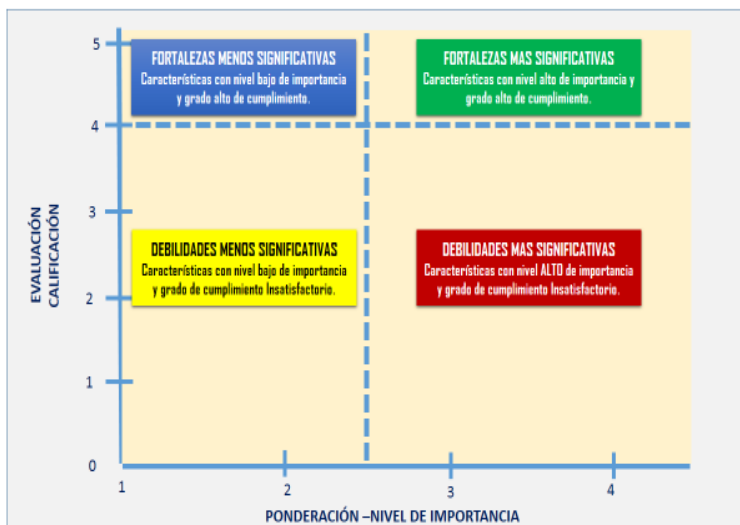 5
FORTALEZAS MENOS SIGNIFICATIVAS
Características con nivel bajo de importancia
y grado alto de cumplimiento.
FORTALEZAS MAS SIGNIFICATIVAS
Características con nivel alto de importancia y
grado alto de cumplimiento.
4
3
EVALUACIÓN
CALIFICACIÓN
DEBILIDADES MENOS SIGNIFICATIVAS
Características con nivel bajo de importancia
y grado de cumplimiento Insatisfactorio.
DEBILIDADES MAS SIGNIFICATIVAS
Características con nivel ALTO de importancia
y grado de cumplimiento Insatisfactorio.
2
1
0
1
2
3
4
PONDERACIÓN –NIVEL DE IMPORTANCIA